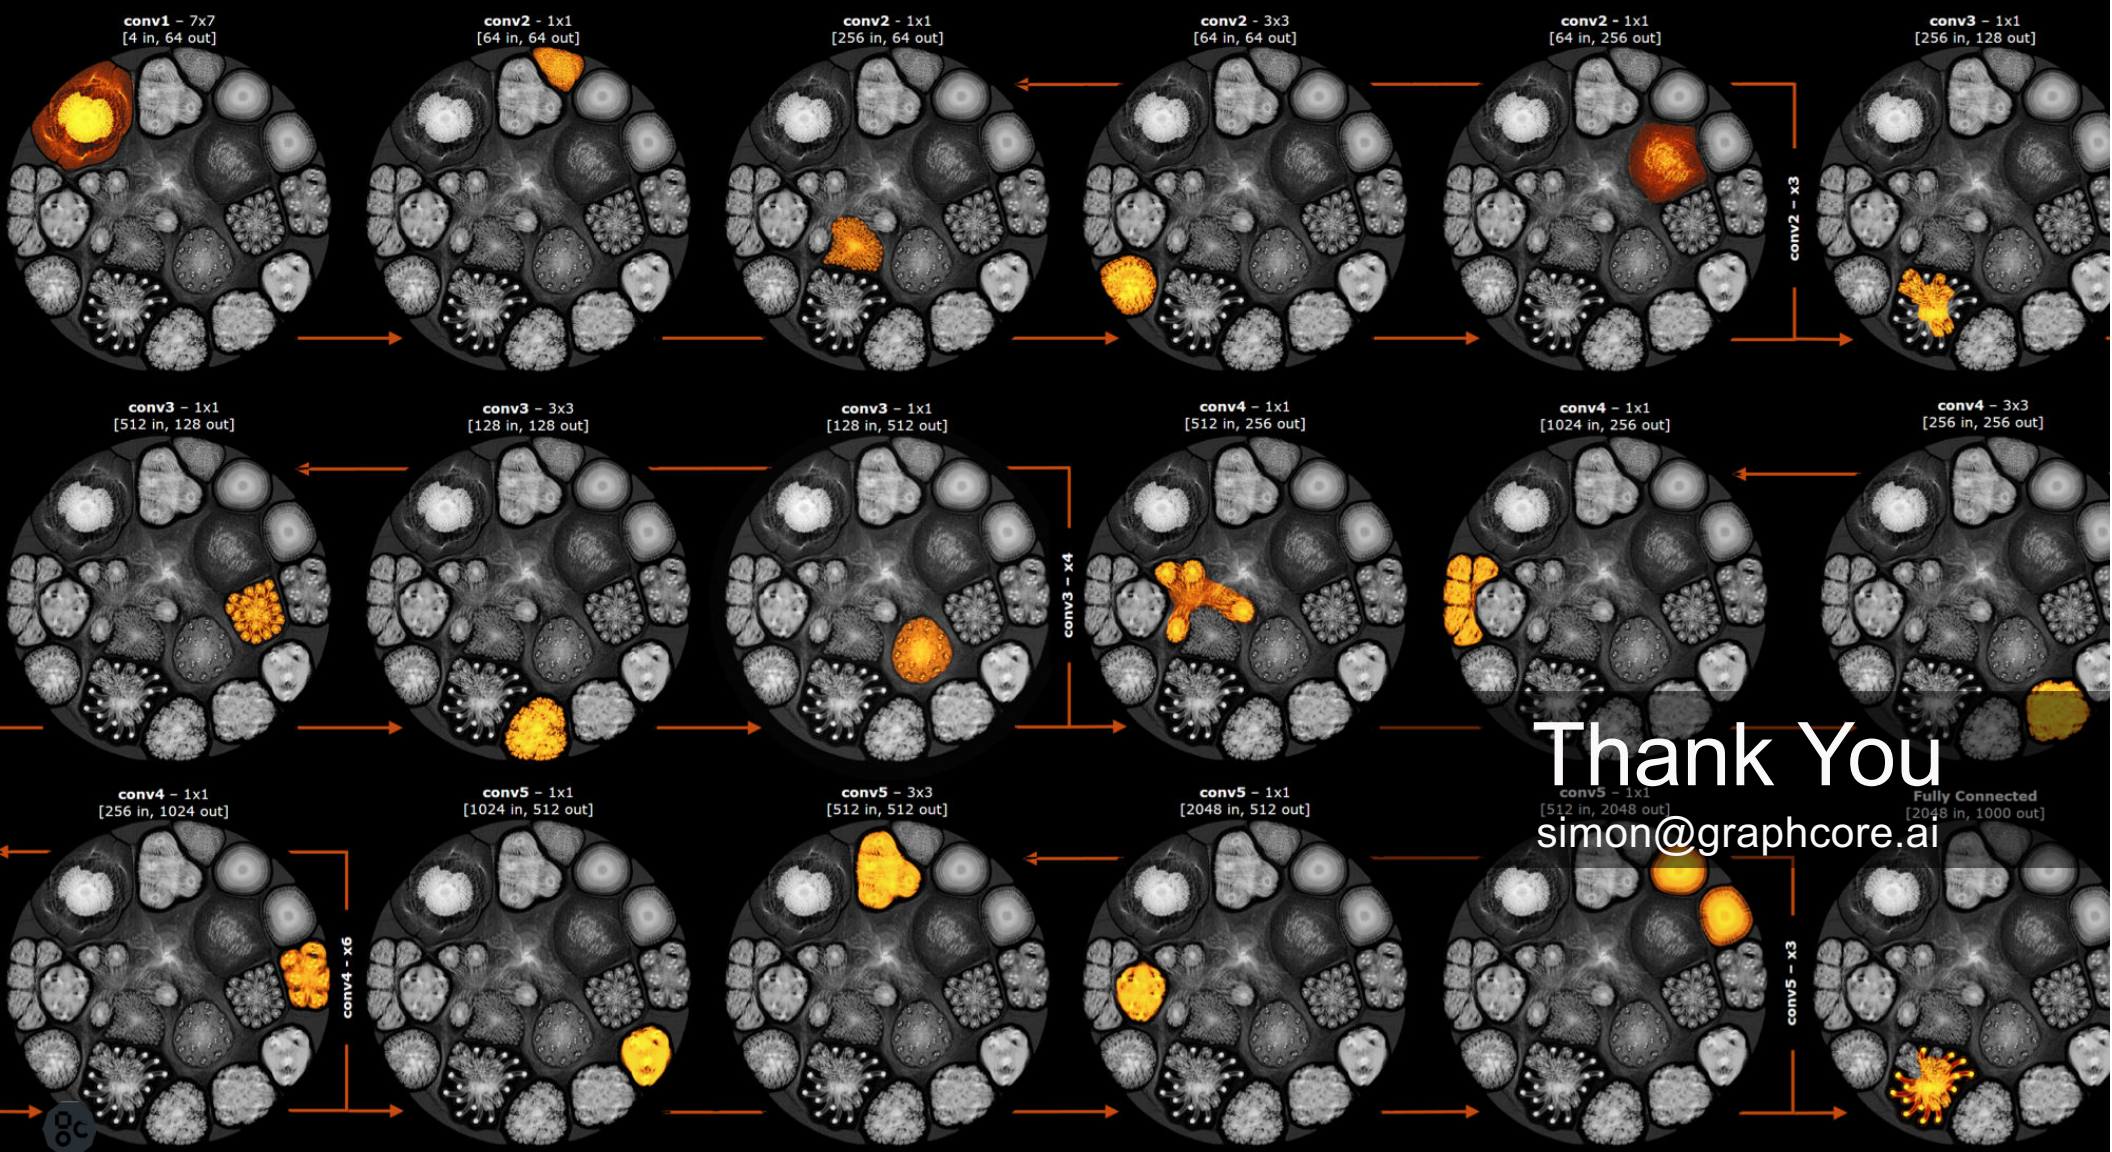 conv1 – 7x7
[4 in, 64 out]
conv2 - 1x1
[64 in, 64 out]
conv2 - 1x1
[256 in, 64 out]
conv2 - 3x3
[64 in, 64 out]
conv2 - 1x1
[64 in, 256 out]
conv3 – 1x1
[256 in, 128 out]
conv2 – x3
conv3 – 1x1
[512 in, 128 out]
conv3 – 3x3
[128 in, 128 out]
conv3 – 1x1
[128 in, 512 out]
conv4 – 1x1
[512 in, 256 out]
conv4 – 1x1
[1024 in, 256 out]
conv4 – 3x3
[256 in, 256 out]
conv3 – x4
Thank You
simon@graphcore.ai
conv4 – 1x1
[256 in, 1024 out]
conv5 – 1x1
[1024 in, 512 out]
conv5 – 3x3
[512 in, 512 out]
conv5 – 1x1
[2048 in, 512 out]
conv5 – 1x1
[512 in, 2048 out]
Fully Connected
[2048 in, 1000 out]
conv4 – x6
conv5 – x3